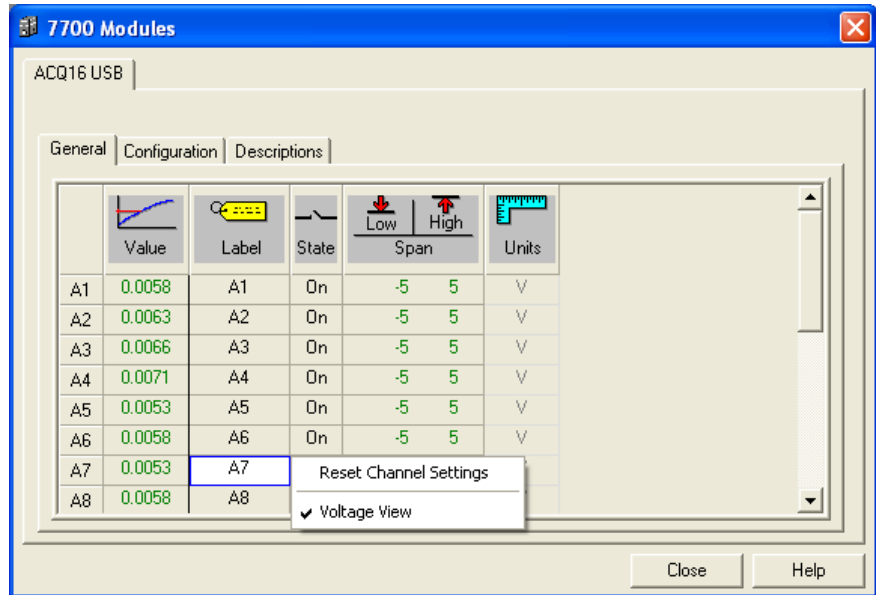 7700 Modules
ACQ16 USB
General Configuration Descriptions
Low High
Value Label State Span Units
A1 0.0058 A1 On -5 5 V
A2 0.0063 A2 On -5 5 V
A3 0.0066 A3 On -5 5 V
A4 0.0071 A4 On -5 5 V
A5 0.0053 A5 On -5 5 V
A6 0.0058 A6 On -5 5 V
A7 0.0053 A7 Reset Channel Settings
A8 0.0058 A8 Voltage View
Close Help